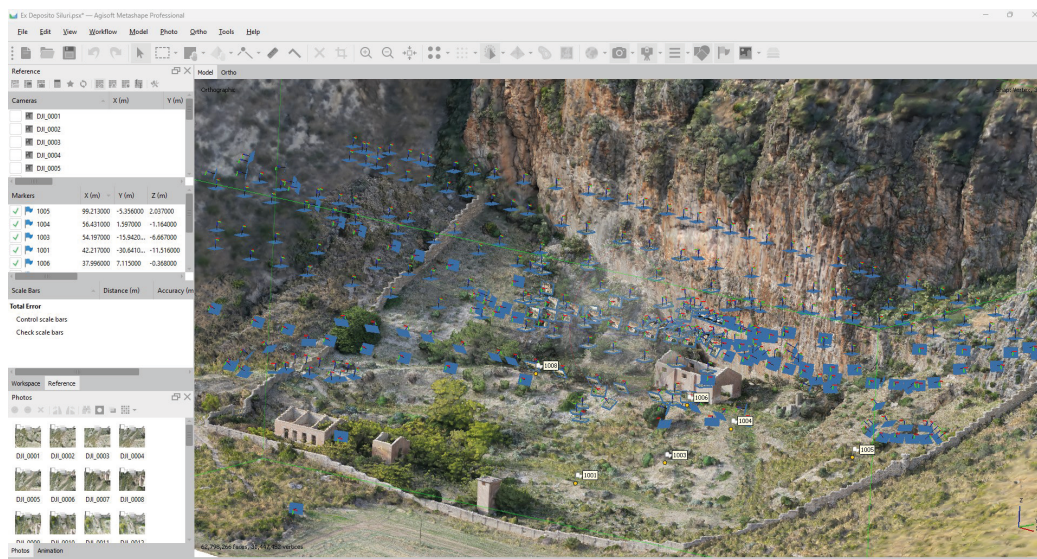 Ex Deposito Siluri.psx* — Agisoft Metashape Professional
File Edit View Workflow Model Photo Ortho Tools Help
Reference
Model Ortho
Cameras X (m) Y (m)
DJI_0001
DJI_0002
DJI_0003
DJI_0004
DJI_0005
Markers X (m) Y (m) Z (m)
1005 99.213000 -5.356000 2.037000
1004 56.431000 1.597000 -1.164000
1003 54.197000 -15.9420... -6.667000
1001 42.217000 -30.6410... -11.516000
1006 37.996000 7.115000 -0.368000
Scale Bars Distance (m) Accuracy (m
Total Error
Control scale bars
Check scale bars
Workspace Reference
Photos
DJI_0001 DJI_0002 DJI_0003 DJI_0004
DJI_0005 DJI_0006 DJI_0007 DJI_0008
Photos Animation
1008
1006
1004
1005
1003
1001
Z